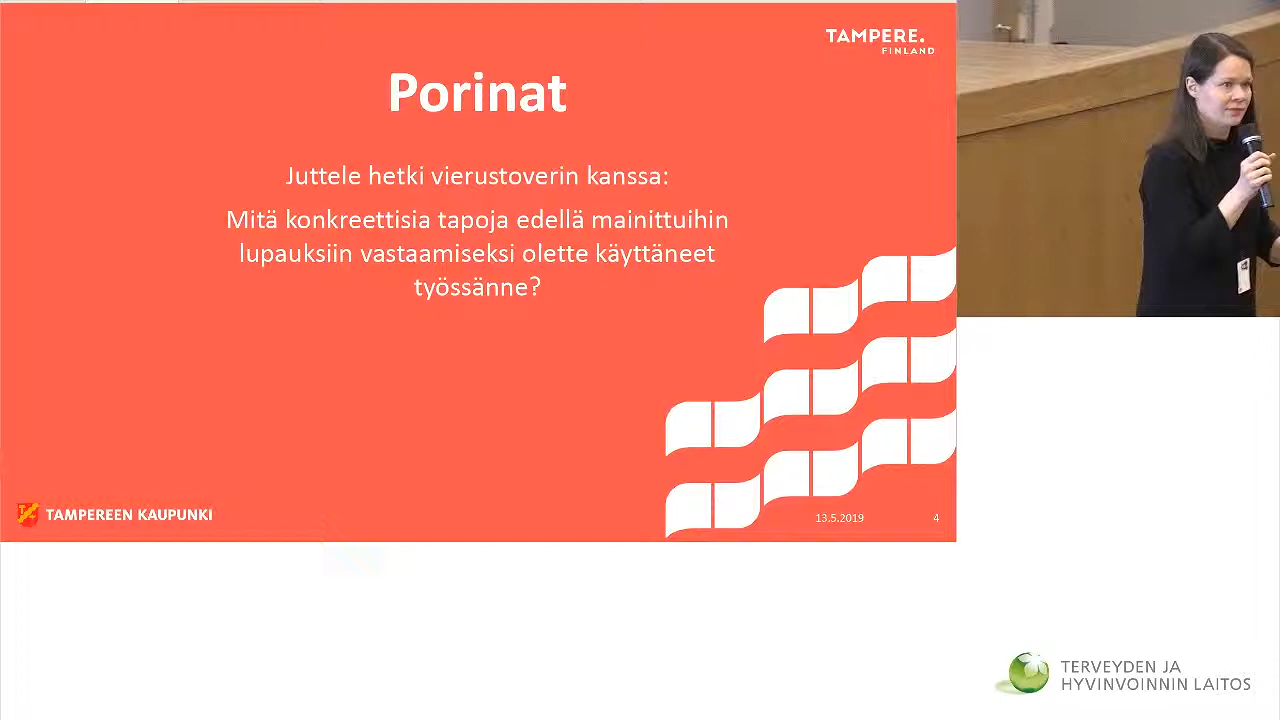 TAMPERE.
FINLAND
Porinat
Juttele hetki vierustoverin kanssa:
Mitä konkreettisia tapoja edellä mainittuihin
lupauksiin vastaamiseksi olette käyttäneet
työssänne?
TAMPEREEN KAUPUNKI
13.5.2019
4
TERVEYDEN JA
HYVINVOINNIN LAITOS